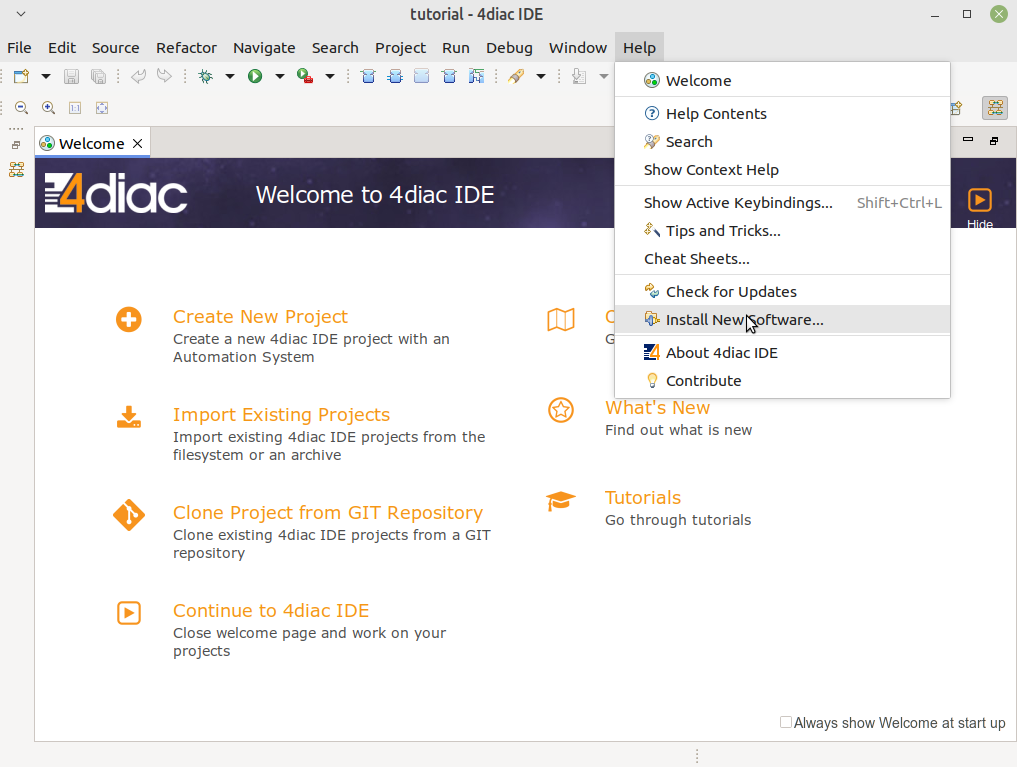 tutorial - 4diac IDE
File Edit Source Refactor Navigate Search Project Run Debug Window Help
1:1
Welcome
4diac
Welcome to 4diac IDE
Hide
Welcome
Help Contents
Search
Show Context Help
Show Active Keybindings... Shift+Ctrl+L
Tips and Tricks...
Cheat Sheets...
Check for Updates
Install New Software...
About 4diac IDE
Contribute
Create New Project
Create a new 4diac IDE project with an
Automation System
Import Existing Projects
Import existing 4diac IDE projects from the
filesystem or an archive
Clone Project from GIT Repository
Clone existing 4diac IDE projects from a GIT
repository
Continue to 4diac IDE
Close welcome page and work on your
projects
What's New
Find out what is new
Tutorials
Go through tutorials
Always show Welcome at start up